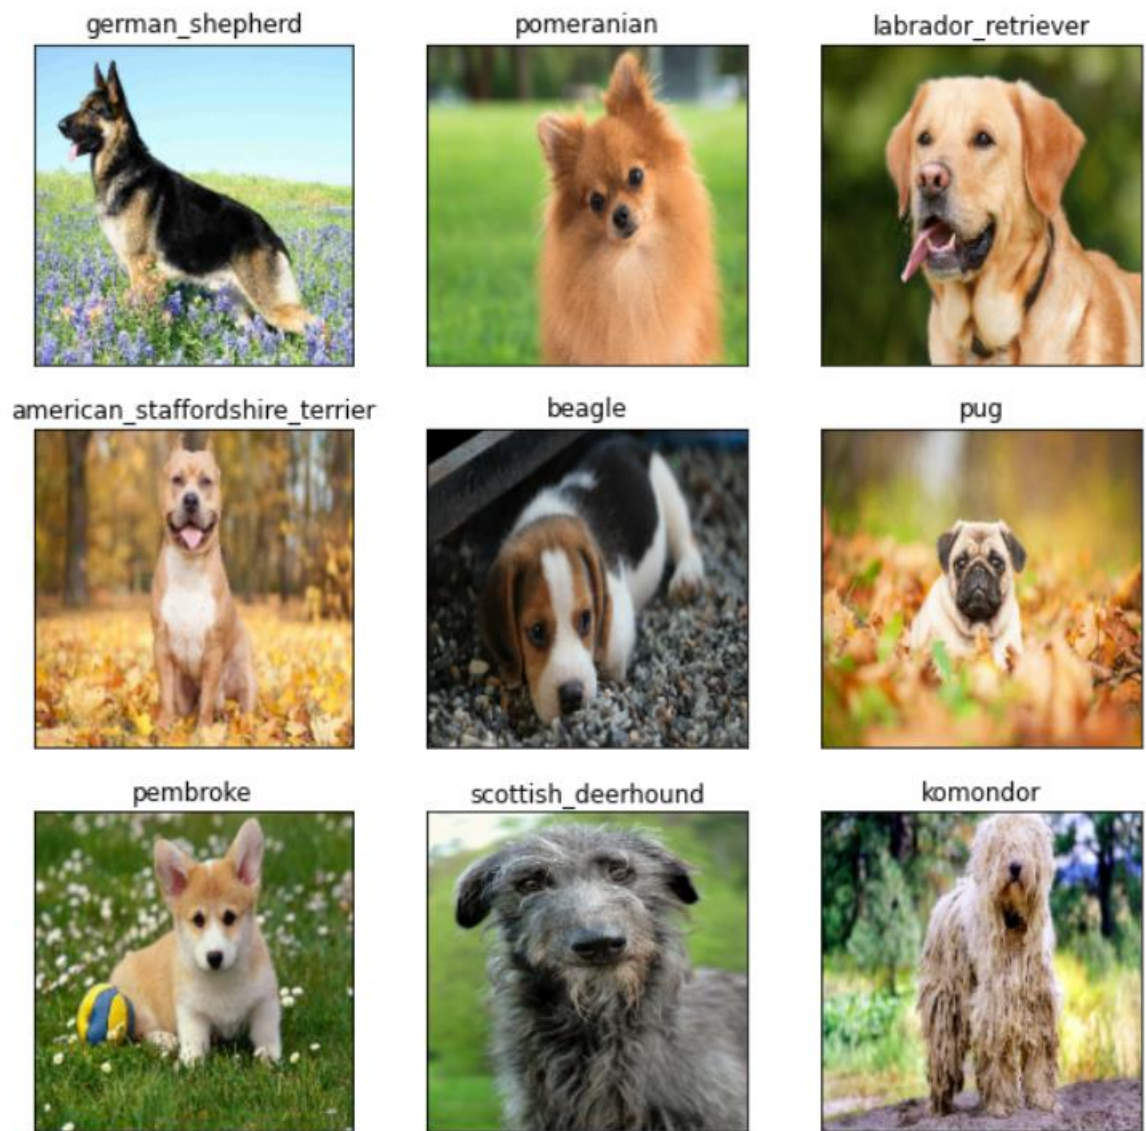 german_shepherd
pomeranian
labrador_retriever
american_staffordshire_terrier
beagle
pug
pembroke
scottish_deerhound
komondor